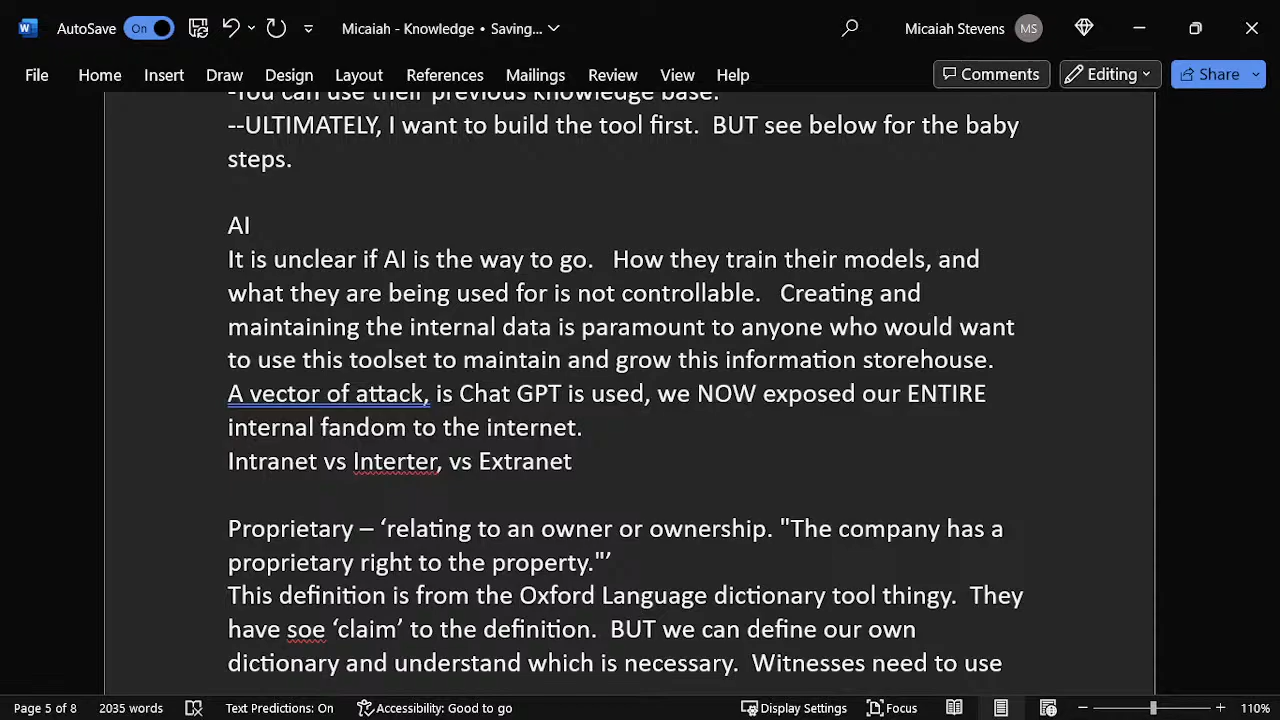 AutoSave On Micaiah - Knowledge • Saving... Micaiah Stevens MS
File Home Insert Draw Design Layout References Mailings Review View Help Comments Editing Share
-You can use their previous knowledge base.
--ULTIMATELY, I want to build the tool first.  BUT see below for the baby
steps.
AI
It is unclear if AI is the way to go.   How they train their models, and
what they are being used for is not controllable.   Creating and
maintaining the internal data is paramount to anyone who would want
to use this toolset to maintain and grow this information storehouse.
A vector of attack, is Chat GPT is used, we NOW exposed our ENTIRE
internal fandom to the internet.
Intranet vs Interter, vs Extranet
Proprietary – ‘relating to an owner or ownership. "The company has a
proprietary right to the property."’
This definition is from the Oxford Language dictionary tool thingy.  They
have soe ‘claim’ to the definition.  BUT we can define our own
dictionary and understand which is necessary.  Witnesses need to use
Page 5 of 8 2035 words Text Predictions: On Accessibility: Good to go Display Settings Focus 110%